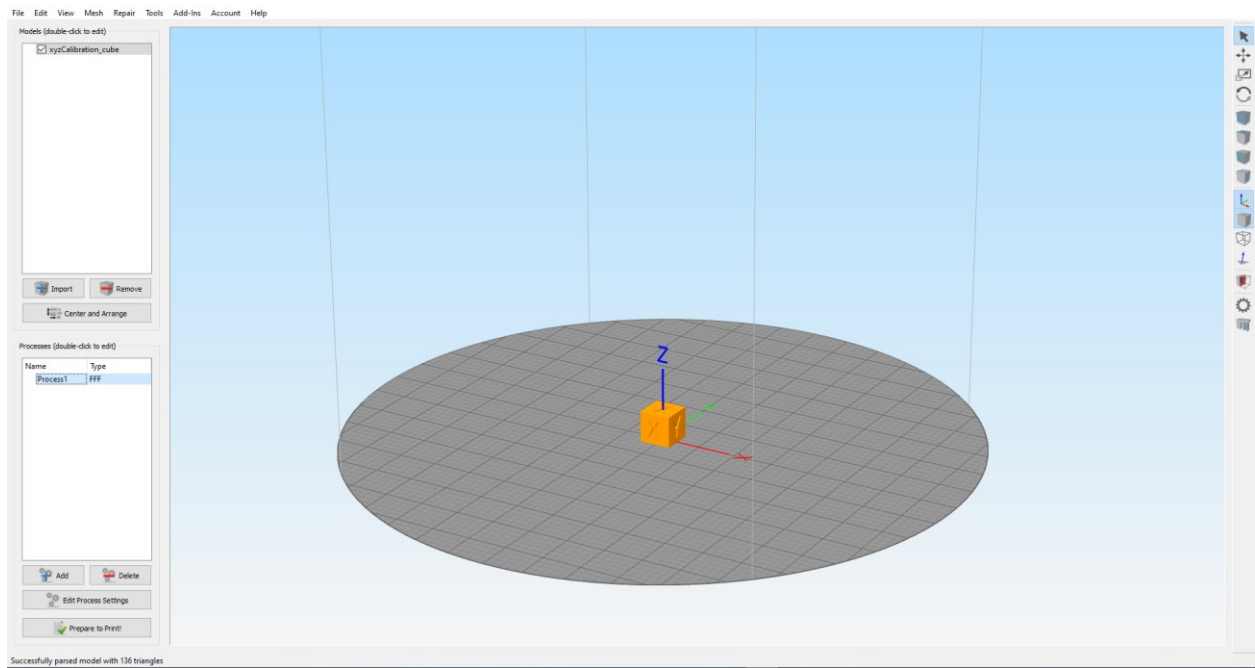 File Edit View Mesh Repair Tools Add-Ins Account Help
Models (double-click to edit)
xyzCalibration_cube
Import Remove
Center and Arrange
Processes (double-click to edit)
Name Type
Process1 FFF
Add Delete
Edit Process Settings
Prepare to Print!
Successfully parsed model with 136 triangles
Z
X Y
X